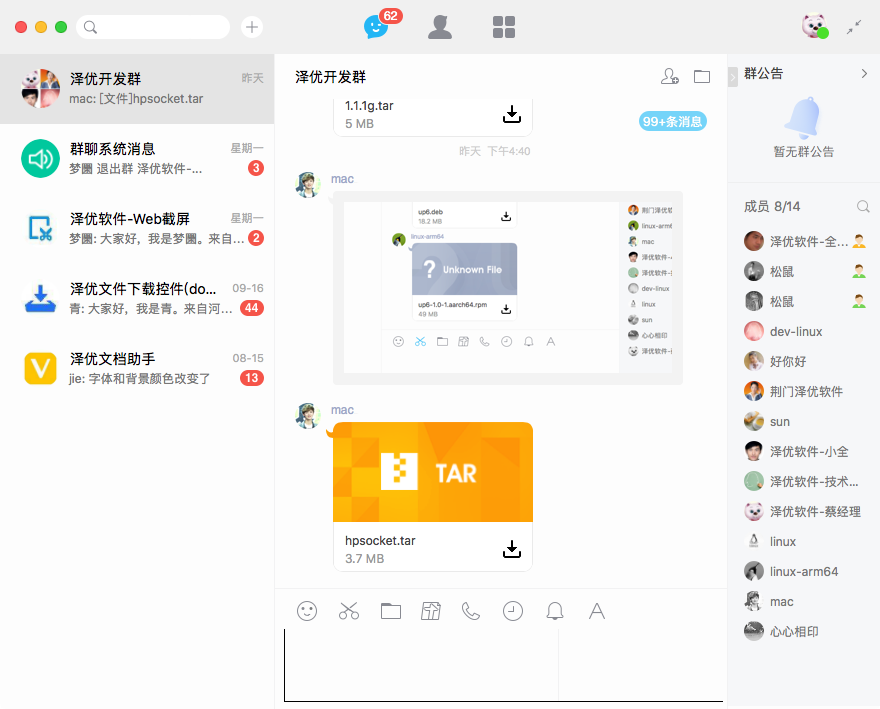 62
泽优开发群
昨天
mac: [文件]hpsocket.tar
群聊系统消息
星期一
梦圈 退出群 泽优软件-...
3
泽优软件-Web截屏
星期一
梦圈: 大家好，我是梦圈。来自...
2
泽优文件下载控件(do...
09-16
青: 大家好，我是青。来自河...
44
泽优文档助手
08-15
jie: 字体和背景颜色改变了
13
泽优开发群
1.1.1g.tar
5 MB
99+条消息
昨天 下午4:40
mac
up6.deb
18.2 MB
linux-arm64
? Unknown File
up6-1.0-1.aarch64.rpm
49 MB
荆门泽优软
linux-arm6
mac
泽优软件-小
泽优软件-技
dev-linux
linux
sun
心心相印
泽优软件-
mac
TAR
hpsocket.tar
3.7 MB
群公告
暂无群公告
成员 8/14
泽优软件-全...
松鼠
松鼠
dev-linux
好你好
荆门泽优软件
sun
泽优软件-小全
泽优软件-技术...
泽优软件-蔡经理
linux
linux-arm64
mac
心心相印